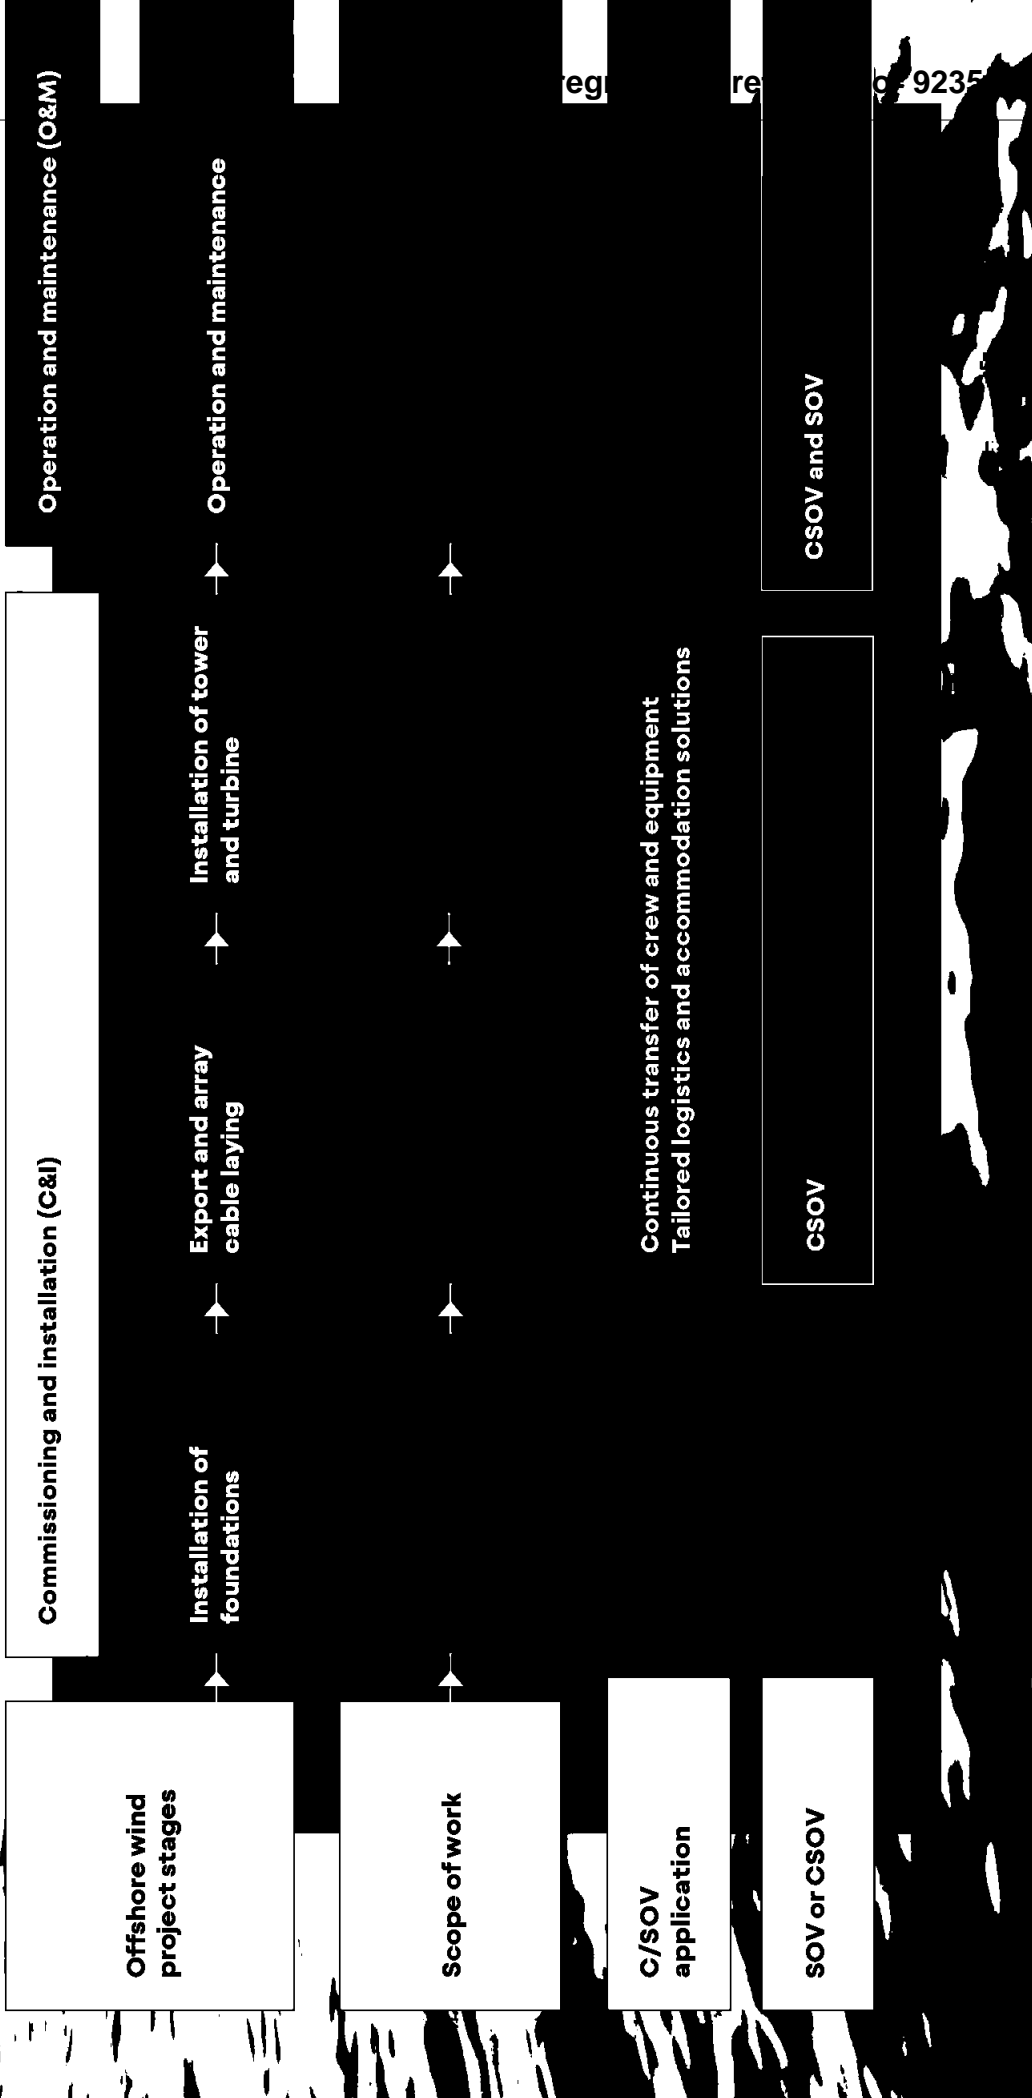 Commissioning and installation (C&I)
Operation and maintenance (O&M)
Offshore wind
project stages
Installation of
foundations
Export and array
cable laying
Installation of tower
and turbine
Operation and maintenance
Scope of work
C/SOV
application
Continuous transfer of crew and equipment
Tailored logistics and accommodation solutions
SOV or CSOV
CSOV
CSOV and SOV
9235